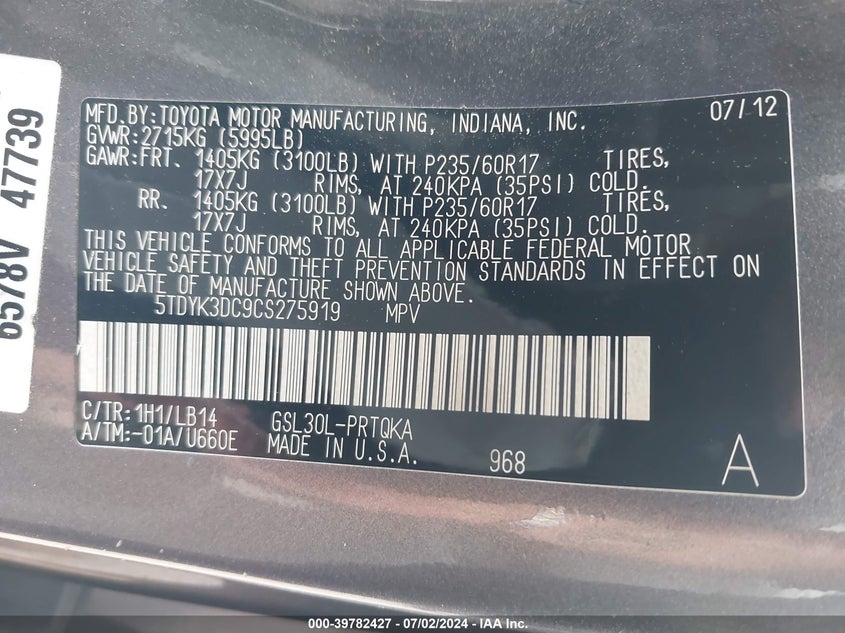 MFD.BY:TOYOTA MOTOR MANUFACTURING, INDIANA, INC. 07/12
GVWR:2715KG (5995LB)
GAWR:FRT. 1405KG (3100LB) WITH P235/60R17 TIRES,
17X7J RIMS, AT 240KPA (35PSI) COLD.
RR. 1405KG (3100LB) WITH P235/60R17 TIRES,
17X7J RIMS, AT 240KPA (35PSI) COLD.
THIS VEHICLE CONFORMS TO ALL APPLICABLE FEDERAL MOTOR
VEHICLE SAFETY AND THEFT PREVENTION STANDARDS IN EFFECT ON
THE DATE OF MANUFACTURE SHOWN ABOVE.
5TDYK3DC9CS275919 MPV
C/TR:1H1/LB14 GSL30L-PRTQKA
A/TM:-01A/U660E MADE IN U.S.A. 968 A
6578V 47739
000-39782427 - 07/02/2024 - IAA Inc.